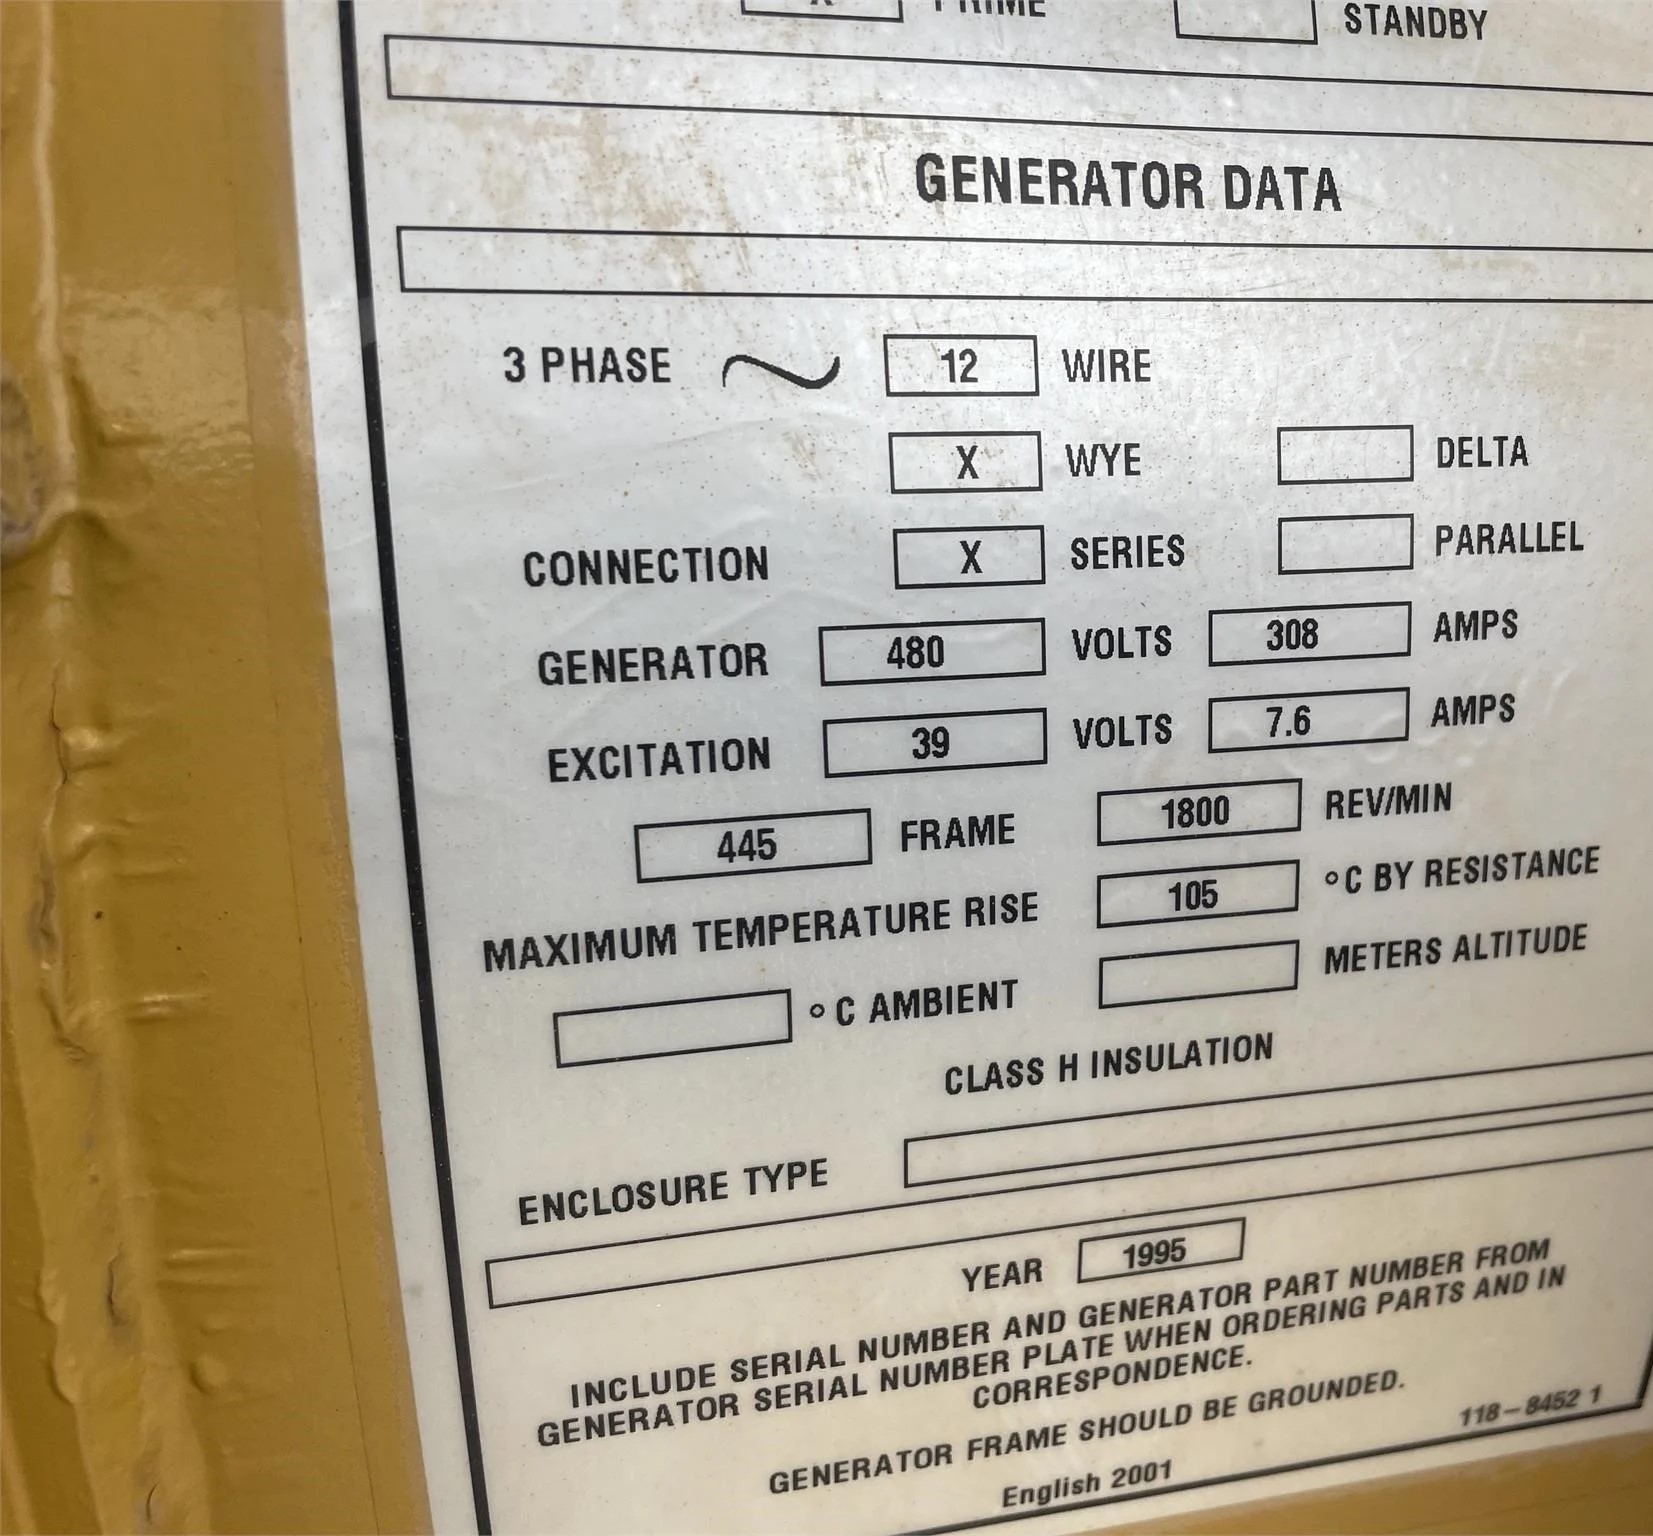 X PRIME STANDBY
GENERATOR DATA
3 PHASE ~ 12 WIRE
X WYE DELTA
CONNECTION X SERIES PARALLEL
GENERATOR 480 VOLTS 308 AMPS
EXCITATION 39 VOLTS 7.6 AMPS
445 FRAME 1800 REV/MIN
MAXIMUM TEMPERATURE RISE 105 °C BY RESISTANCE
°C AMBIENT METERS ALTITUDE
CLASS H INSULATION
ENCLOSURE TYPE
YEAR 1995
INCLUDE SERIAL NUMBER AND GENERATOR PART NUMBER FROM
GENERATOR SERIAL NUMBER PLATE WHEN ORDERING PARTS AND IN
CORRESPONDENCE.
GENERATOR FRAME SHOULD BE GROUNDED.
118-8452 1
English 2001